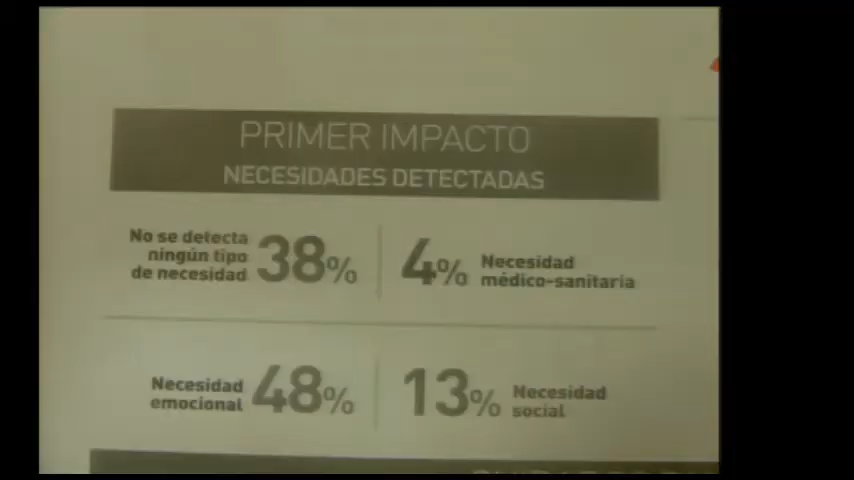 PRIMER IMPACTO
NECESIDADES DETECTADAS
No se detecta
ningún tipo
de necesidad
38%
4%
Necesidad
médico-sanitaria
Necesidad
emocional
48%
13%
Necesidad
social